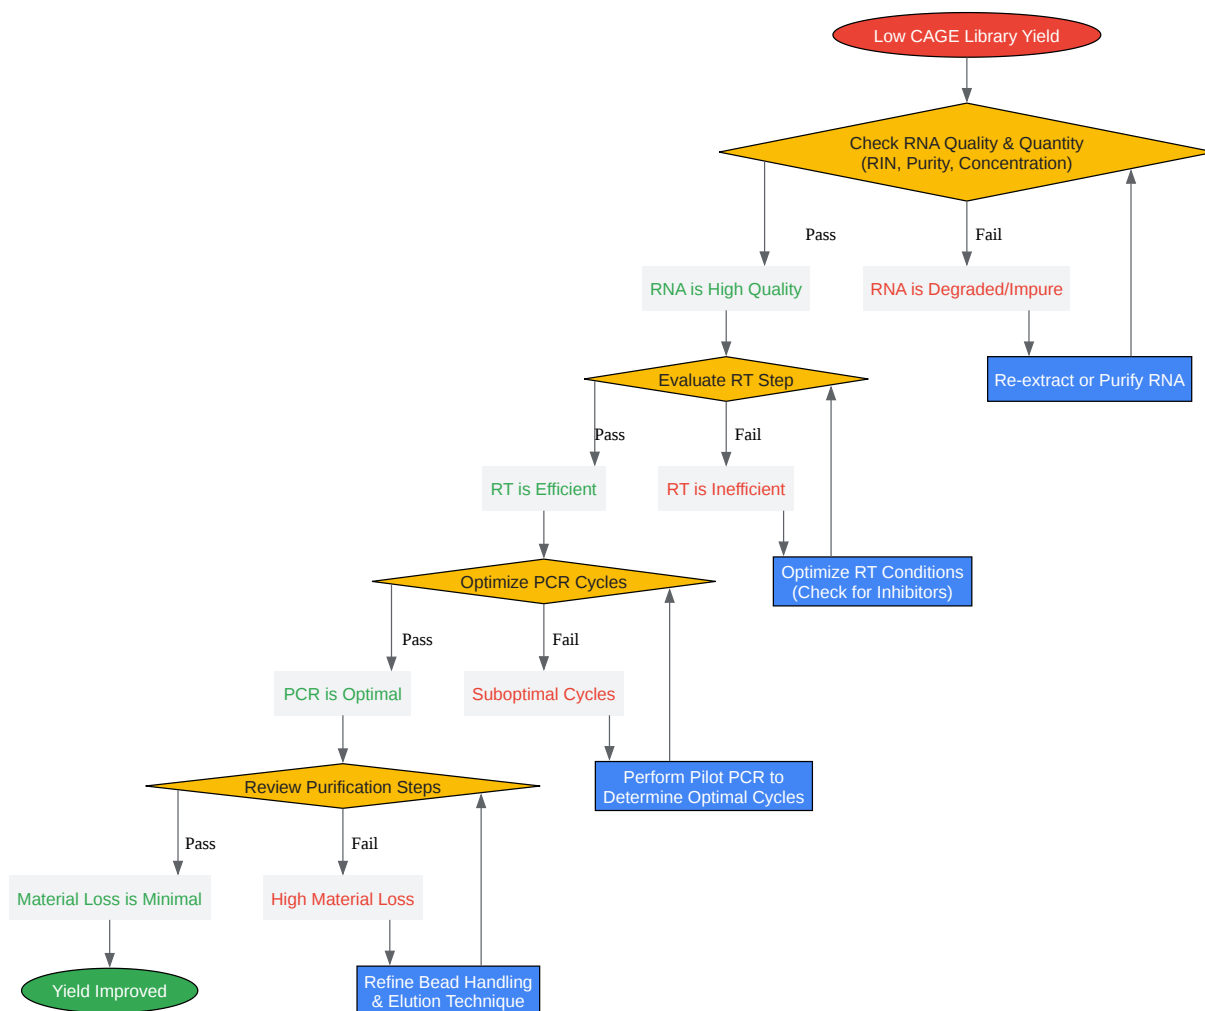 Low CAGE Library Yield
Check RNA Quality & Quantity
(RIN, Purity, Concentration)
Pass
Fail
RNA is High Quality
RNA is Degraded/Impure
Evaluate RT Step
Re-extract or Purify RNA
Pass
Fail
RT is Efficient
RT is Inefficient
Optimize PCR Cycles
Optimize RT Conditions
(Check for Inhibitors)
Pass
Fail
PCR is Optimal
Suboptimal Cycles
Review Purification Steps
Perform Pilot PCR to
Determine Optimal Cycles
Pass
Fail
Material Loss is Minimal
High Material Loss
Yield Improved
Refine Bead Handling
& Elution Technique